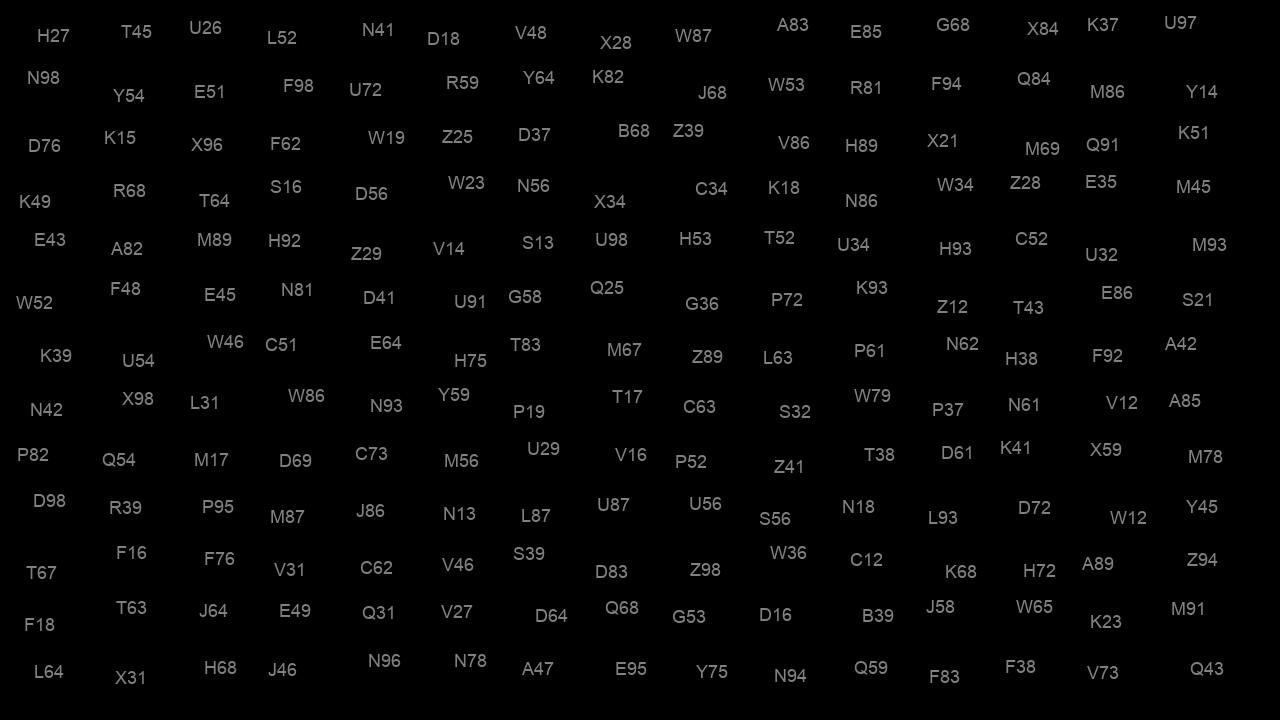 H27 T45 U26 L52 N41 D18 V48 X28 W87 A83 E85 G68 X84 K37 U97
N98 Y54 E51 F98 U72 R59 Y64 K82 J68 W53 R81 F94 Q84 M86 Y14
D76 K15 X96 F62 W19 Z25 D37 B68 Z39 V86 H89 X21 M69 Q91 K51
K49 R68 T64 S16 D56 W23 N56 X34 C34 K18 N86 W34 Z28 E35 M45
E43 A82 M89 H92 Z29 V14 S13 U98 H53 T52 U34 H93 C52 U32 M93
W52 F48 E45 N81 D41 U91 G58 Q25 G36 P72 K93 Z12 T43 E86 S21
K39 U54 W46 C51 E64 H75 T83 M67 Z89 L63 P61 N62 H38 F92 A42
N42 X98 L31 W86 N93 Y59 P19 T17 C63 S32 W79 P37 N61 V12 A85
P82 Q54 M17 D69 C73 M56 U29 V16 P52 Z41 T38 D61 K41 X59 M78
D98 R39 P95 M87 J86 N13 L87 U87 U56 S56 N18 L93 D72 W12 Y45
T67 F16 F76 V31 C62 V46 S39 D83 Z98 W36 C12 K68 H72 A89 Z94
F18 T63 J64 E49 Q31 V27 D64 Q68 G53 D16 B39 J58 W65 K23 M91
L64 X31 H68 J46 N96 N78 A47 E95 Y75 N94 Q59 F83 F38 V73 Q43